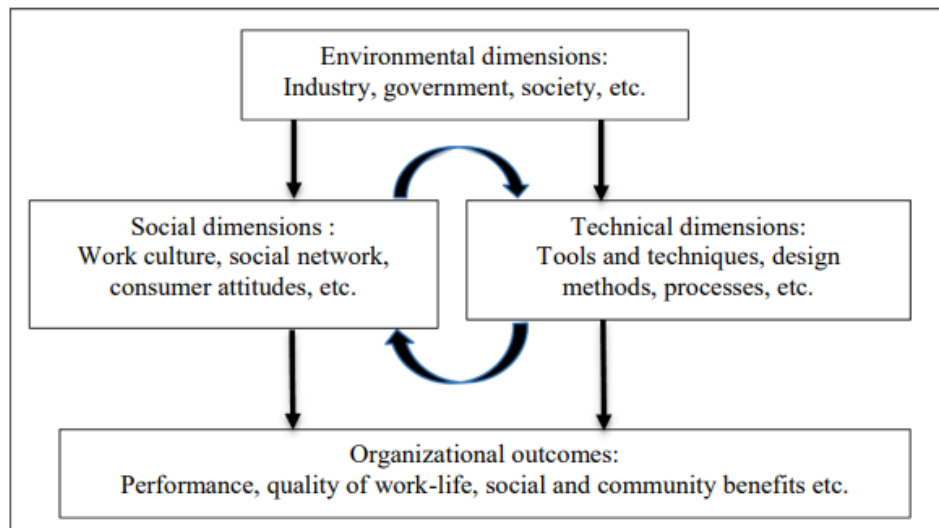 Environmental dimensions:
Industry, government, society, etc.
Social dimensions :
Work culture, social network,
consumer attitudes, etc.
Technical dimensions:
Tools and techniques, design
methods, processes, etc.
Organizational outcomes:
Performance, quality of work-life, social and community benefits etc.